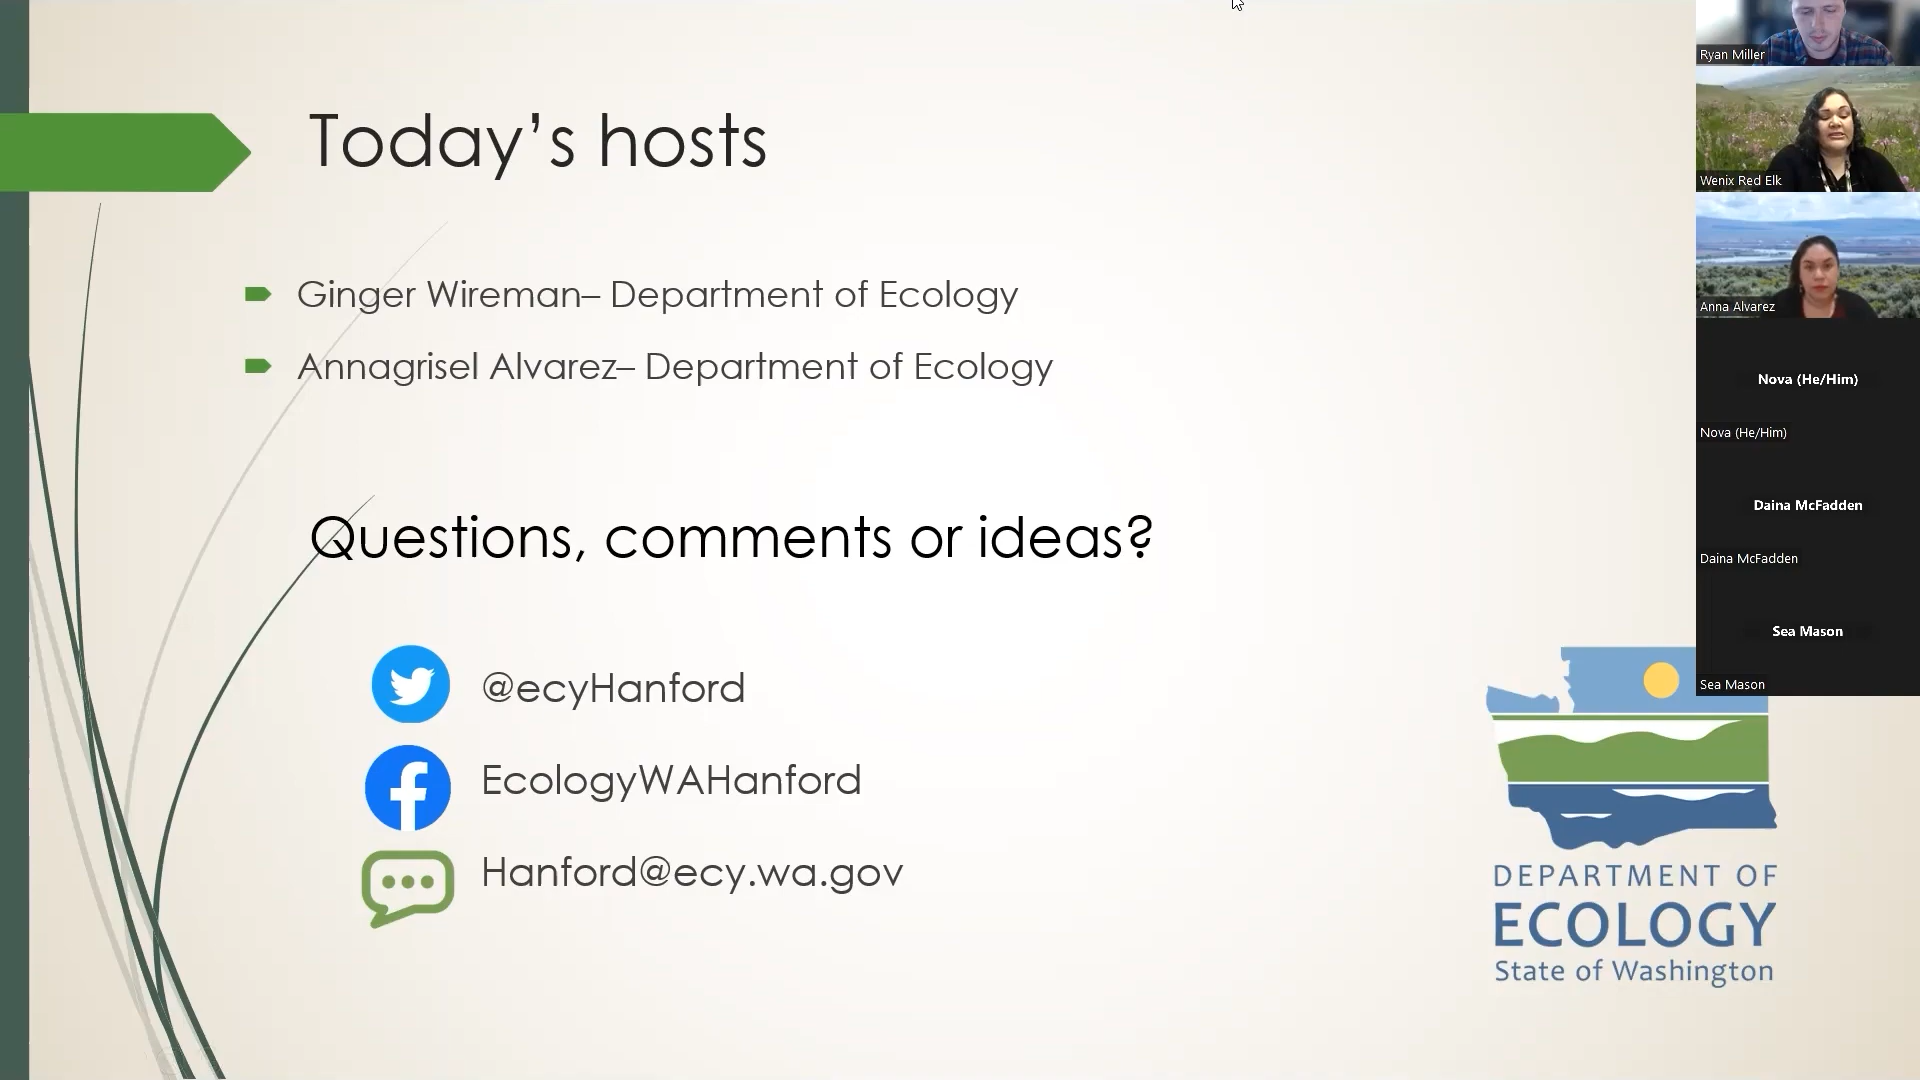 Today's hosts
Ginger Wireman– Department of Ecology
Annagrisel Alvarez– Department of Ecology
Questions, comments or ideas?
@ecyHanford
EcologyWAHanford
Hanford@ecy.wa.gov
DEPARTMENT OF
ECOLOGY
State of Washington
Ryan Miller
Wenix Red Elk
Anna Alvarez
Nova (He/Him)
Nova (He/Him)
Daina McFadden
Daina McFadden
Sea Mason
Sea Mason